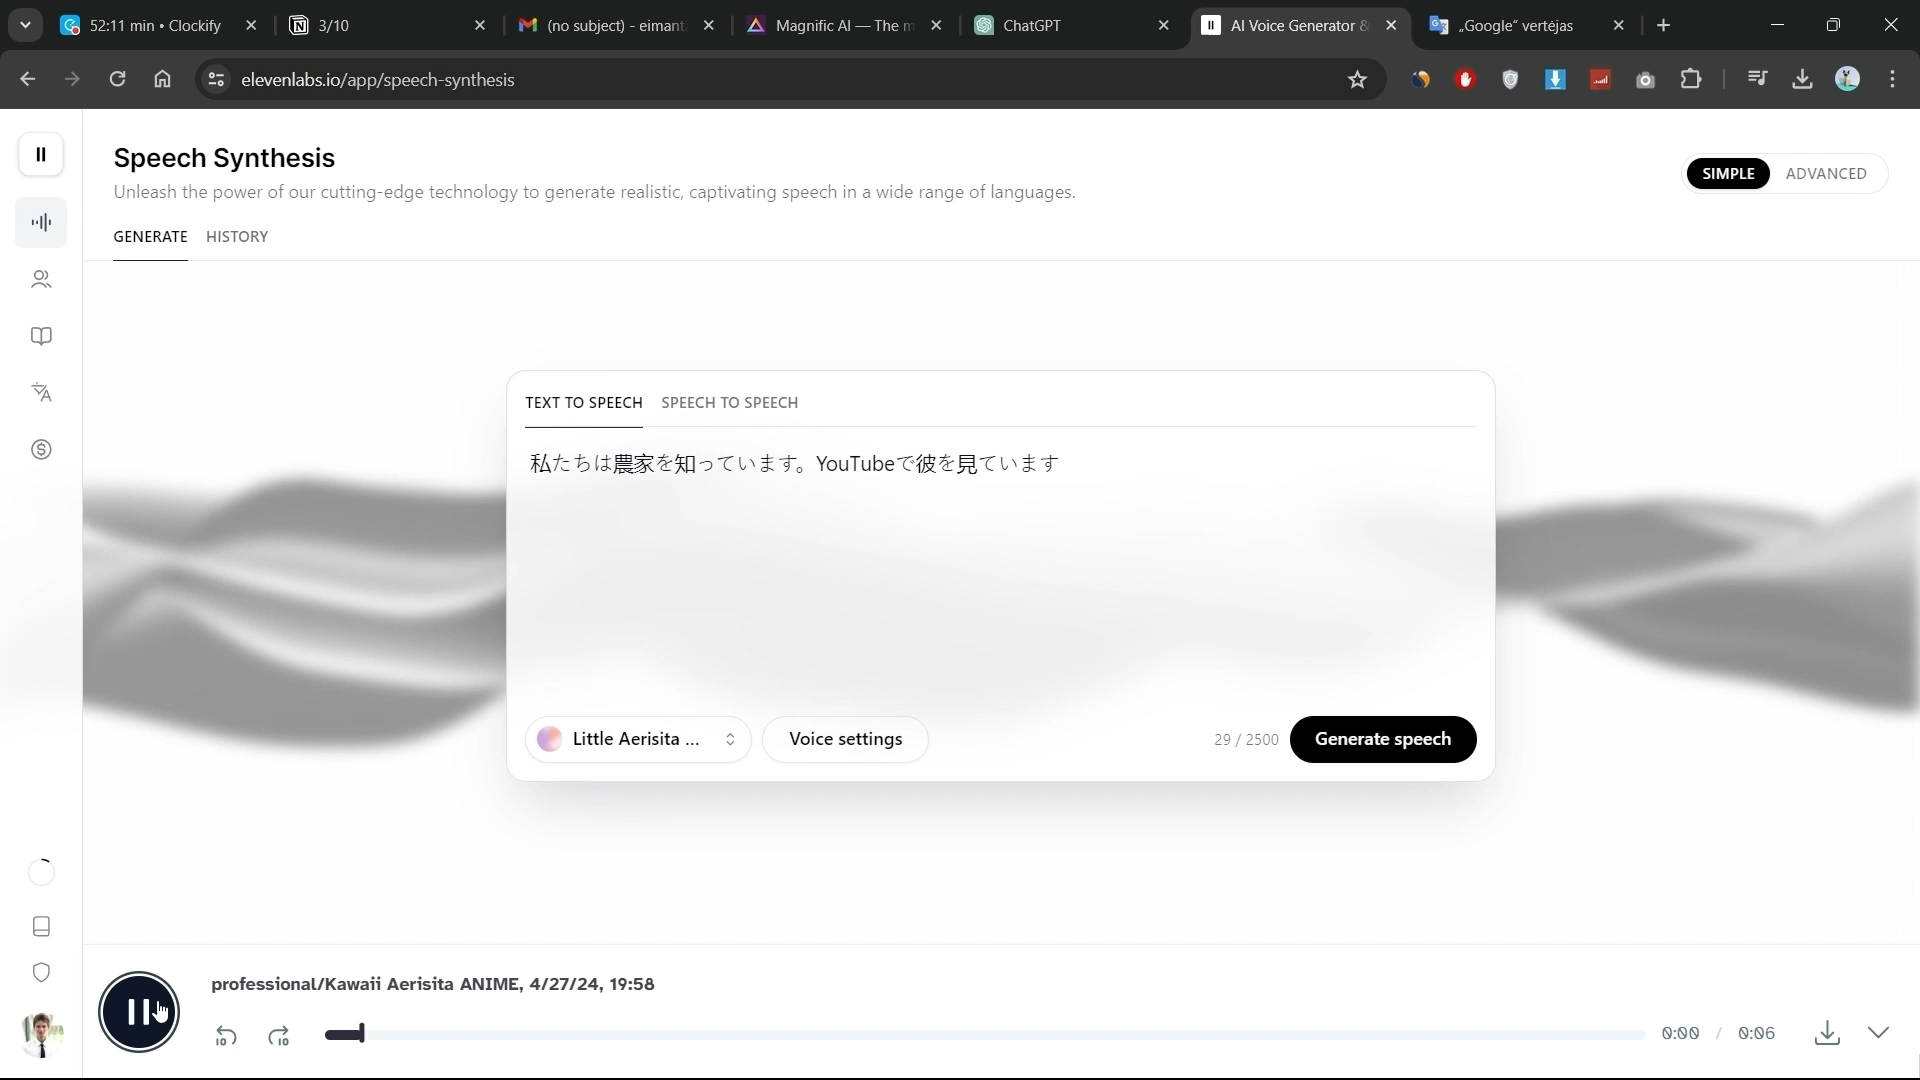 52:11 min • Clockify
3/10
(no subject) - eimant
Magnific AI — The m
ChatGPT
AI Voice Generator &
„Google“ vertėjas
elevenlabs.io/app/speech-synthesis
Speech Synthesis
Unleash the power of our cutting-edge technology to generate realistic, captivating speech in a wide range of languages.
SIMPLE
ADVANCED
GENERATE
HISTORY
TEXT TO SPEECH
SPEECH TO SPEECH
私たちは農家を知っています。YouTubeで彼を見ています
Little Aerisita ...
Voice settings
29 / 2500
Generate speech
professional/Kawaii Aerisita ANIME, 4/27/24, 19:58
10
10
0:00 / 0:06